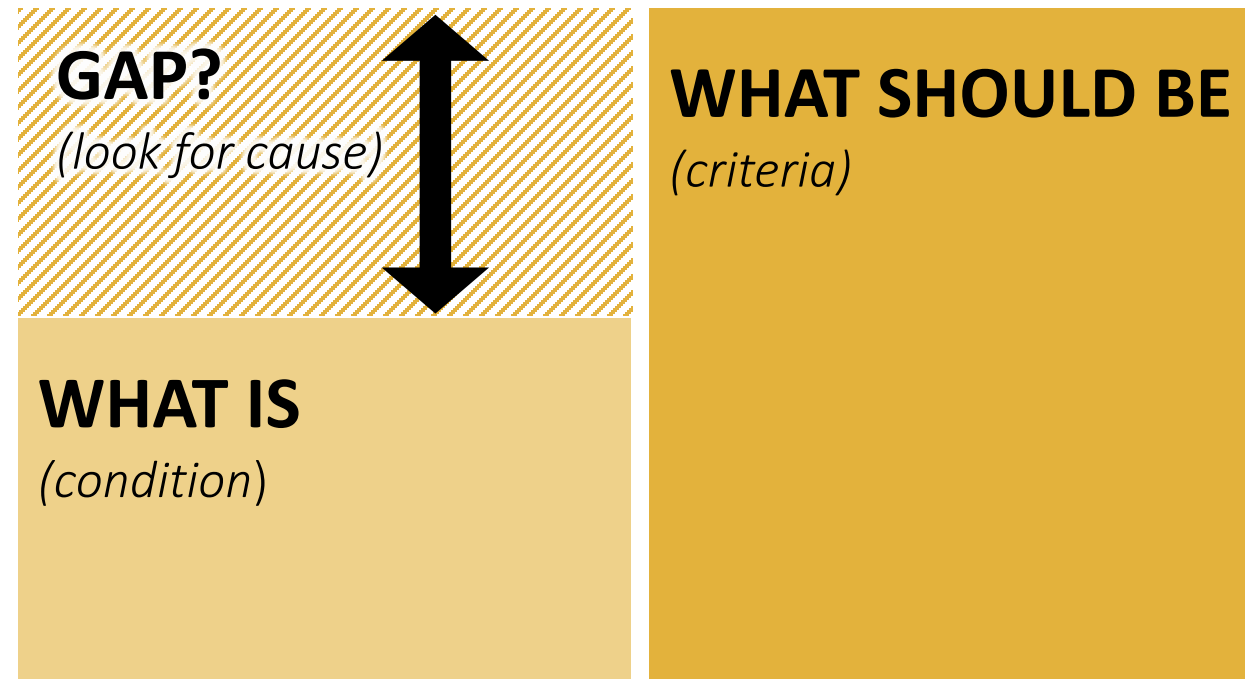 GAP?
(look for cause)
WHAT IS
(condition)
WHAT SHOULD BE
(criteria)